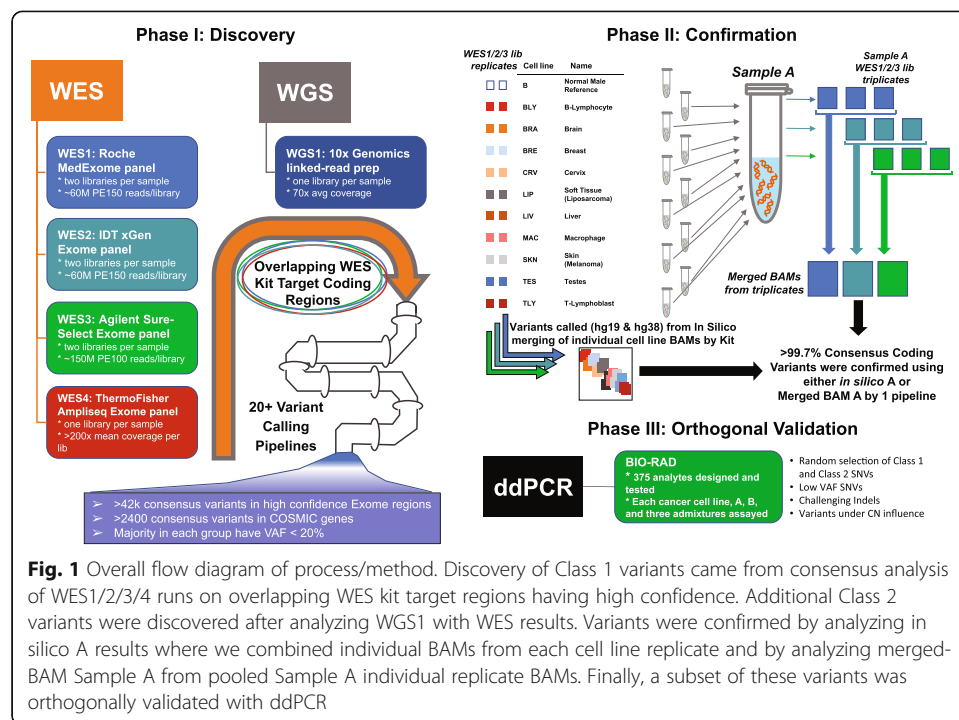 Phase I: Discovery
WES
WGS
WES1: Roche
MedExome panel
* two libraries per sample
* ~60M PE150 reads/library
WGS1: 10x Genomics
linked-read prep
* one library per sample
* 70x avg coverage
WES2: IDT xGen
Exome panel
* two libraries per sample
* ~60M PE150 reads/library
Overlapping WES
Kit Target Coding
Regions
WES3: Agilent Sure-
Select Exome panel
* two libraries per sample
* ~150M PE100 reads/library
WES4: ThermoFisher
Ampliseq Exome panel
* one library per sample
* >200x mean coverage per
lib
20+ Variant
Calling
Pipelines
➢ >42k consensus variants in high confidence Exome regions
➢ >2400 consensus variants in COSMIC genes
➢ Majority in each group have VAF < 20%
Phase II: Confirmation
WES1/2/3 lib
replicates
Cell line Name
B Normal Male
Reference
BLY B-Lymphocyte
BRA Brain
BRE Breast
CRV Cervix
LIP Soft Tissue
(Liposarcoma)
LIV Liver
MAC Macrophage
SKN Skin
(Melanoma)
TES Testes
TLY T-Lymphoblast
Sample A
Sample A
WES1/2/3 lib
triplicates
Merged BAMs
from triplicates
Variants called (hg19 & hg38) from In Silico
merging of individual cell line BAMs by Kit
>99.7% Consensus Coding
Variants were confirmed using
either in silico A or
Merged BAM A by 1 pipeline
Phase III: Orthogonal Validation
ddPCR
BIO-RAD
* 375 analytes designed and
tested
* Each cancer cell line, A, B,
and three admixtures assayed
• Random selection of Class 1
and Class 2 SNVs
• Low VAF SNVs
• Challenging Indels
• Variants under CN influence
Fig. 1 Overall flow diagram of process/method. Discovery of Class 1 variants came from consensus analysis
of WES1/2/3/4 runs on overlapping WES kit target regions having high confidence. Additional Class 2
variants were discovered after analyzing WGS1 with WES results. Variants were confirmed by analyzing in
silico A results where we combined individual BAMs from each cell line replicate and by analyzing merged-
BAM Sample A from pooled Sample A individual replicate BAMs. Finally, a subset of these variants was
orthogonally validated with ddPCR